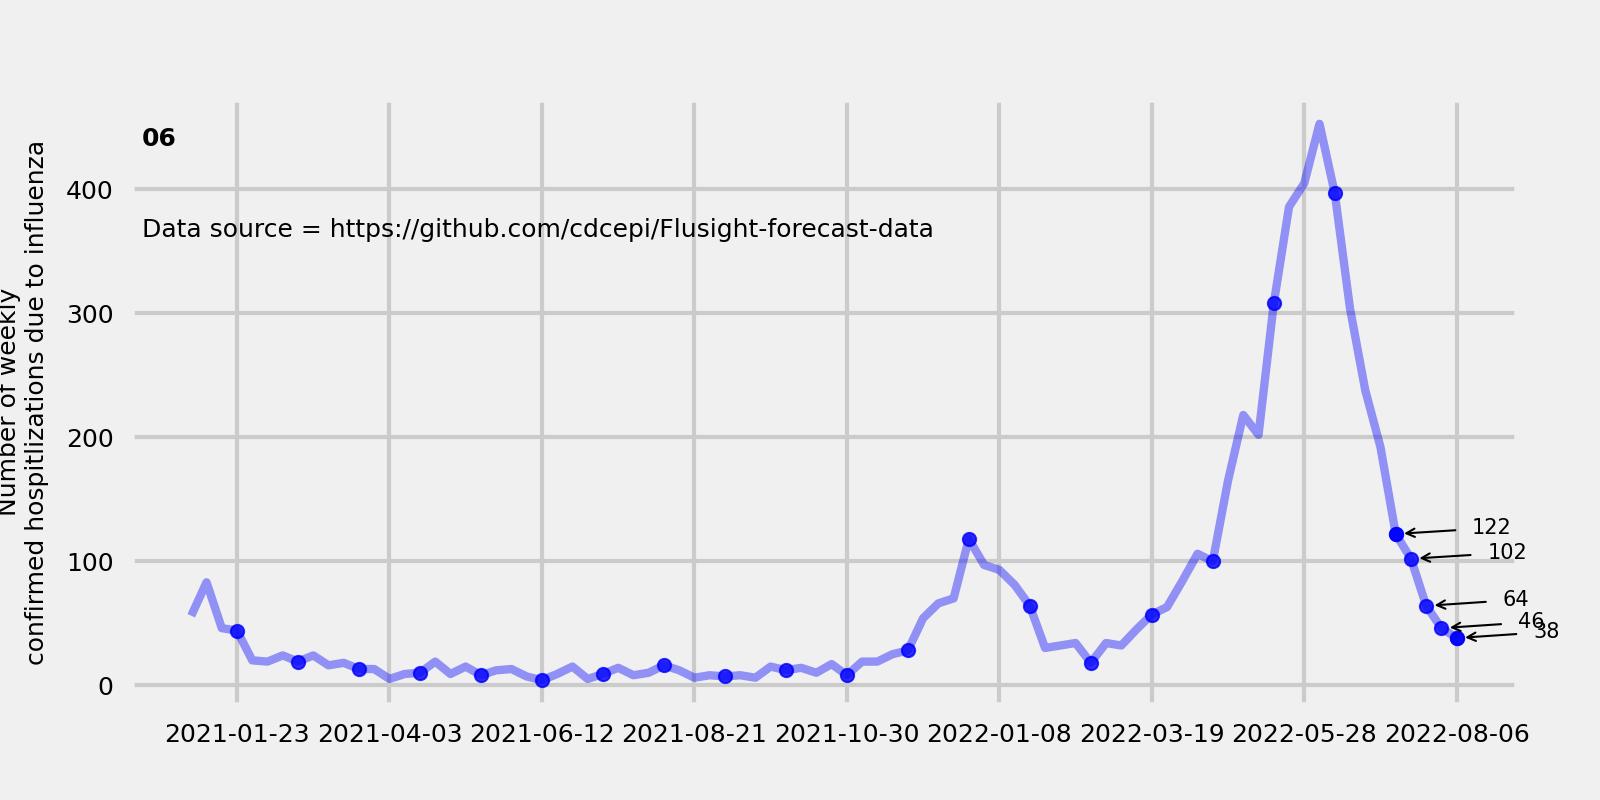 06
Data source = https://github.com/cdcepi/Flusight-forecast-data
Number of weekly
confirmed hospitlizations due to influenza
400
300
200
100
0
122
102
64
46
38
2021-01-23 2021-04-03 2021-06-12 2021-08-21 2021-10-30 2022-01-08 2022-03-19 2022-05-28 2022-08-06